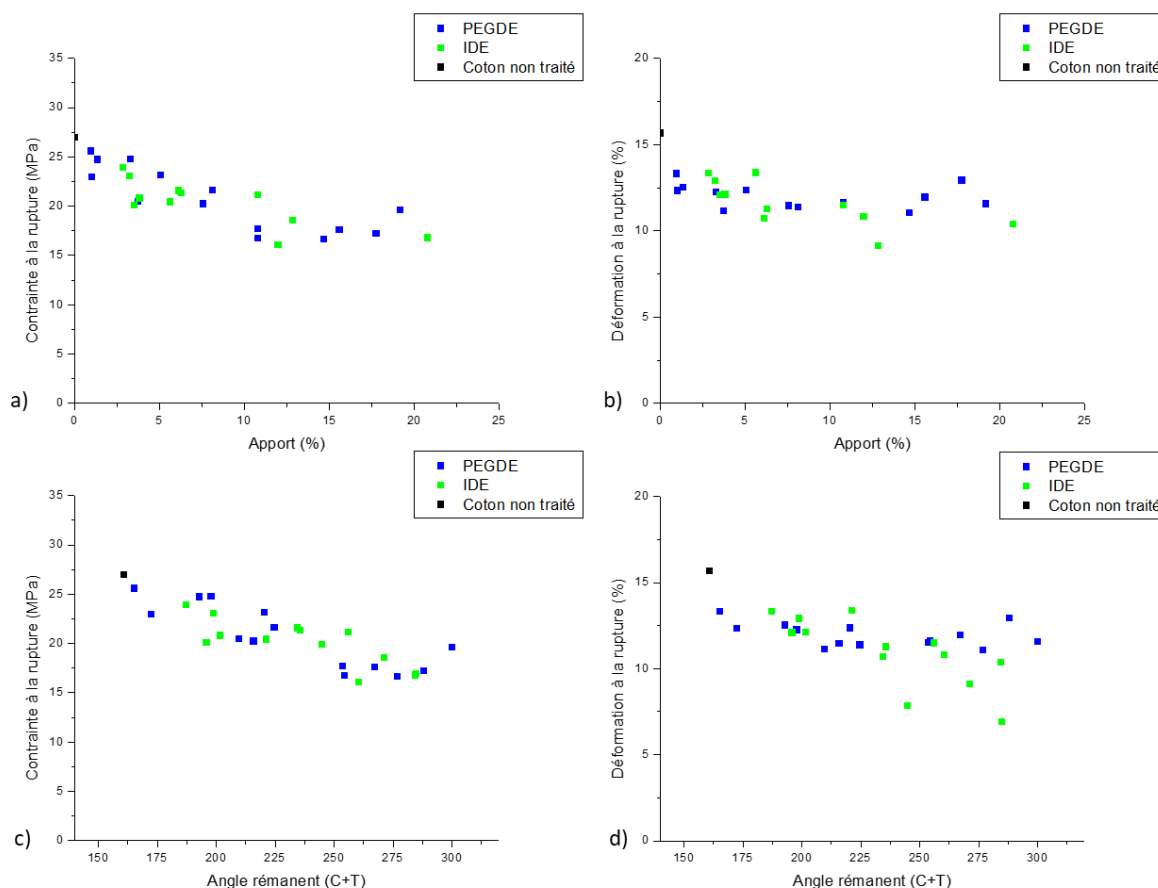 PEGDE
IDE
Coton non traité
35
30
25
20
15
10
5
0
Contrainte à la rupture (MPa)
a)
0 5 10 15 20 25
Apport (%)
PEGDE
IDE
Coton non traité
20
15
10
5
0
Déformation à la rupture (%)
b)
0 5 10 15 20 25
Apport (%)
PEGDE
IDE
Coton non traité
35
30
25
20
15
10
5
0
Contrainte à la rupture (MPa)
c)
150 175 200 225 250 275 300
Angle rémanent (C+T)
PEGDE
IDE
Coton non traité
20
15
10
5
0
Déformation à la rupture (%)
d)
150 175 200 225 250 275 300
Angle rémanent (C+T)